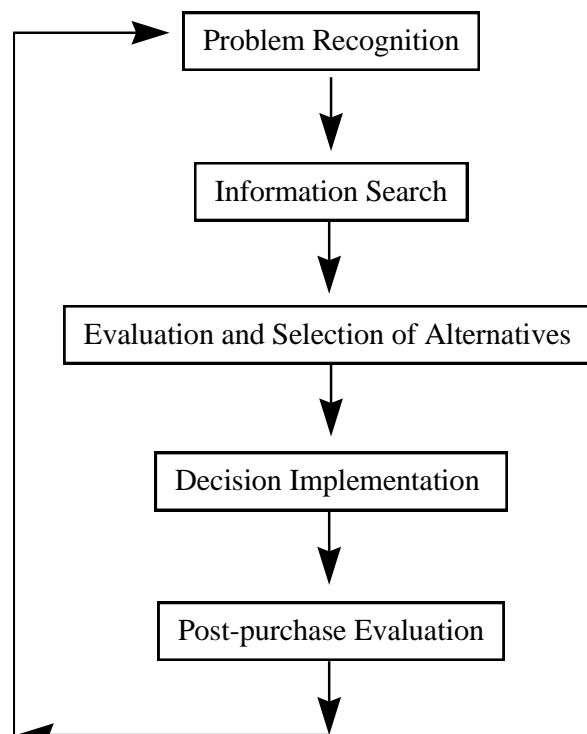 Problem Recognition
Information Search
Evaluation and Selection of Alternatives
Decision Implementation
Post-purchase Evaluation